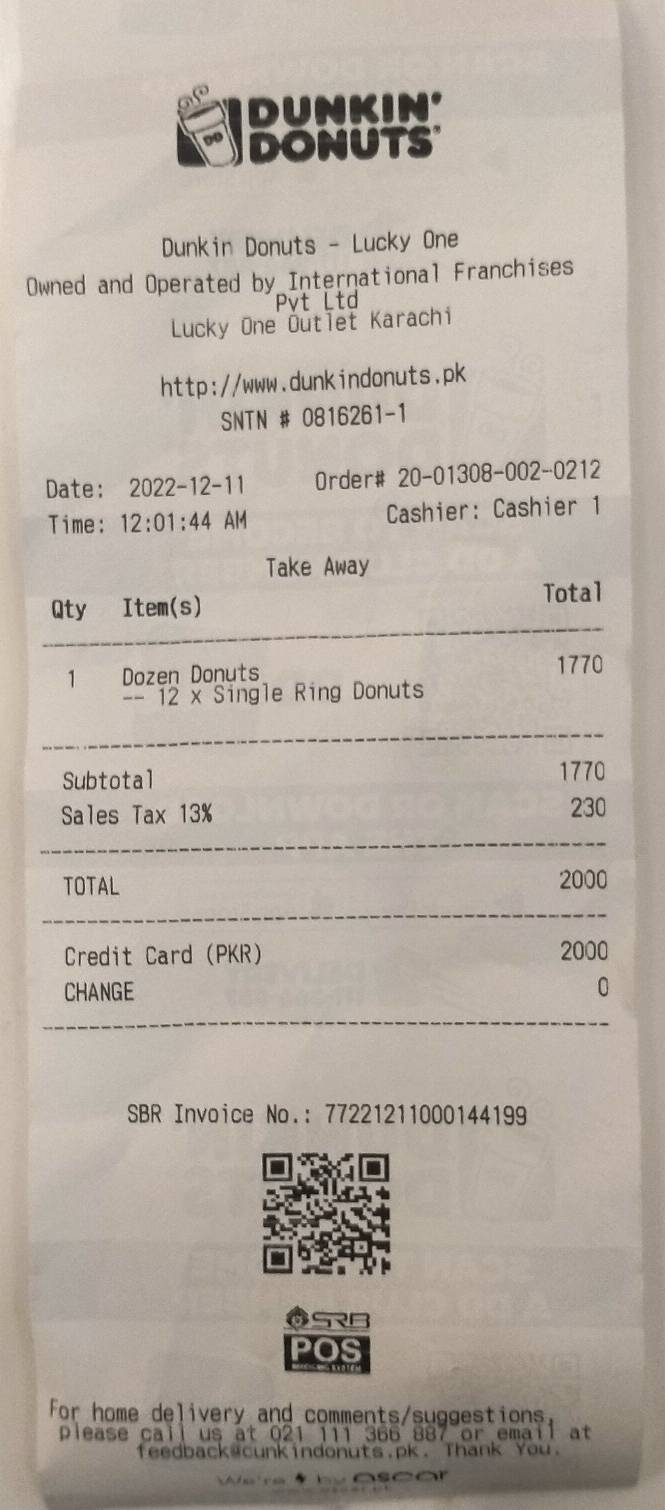 DUNKIN'
DONUTS
Dunkin Donuts - Lucky One
Owned and Operated by International Franchises
Pvt Ltd
Lucky One Outlet Karachi
http://www.dunkindonuts.pk
SNTN # 0816261-1
Date: 2022-12-11 Order# 20-01308-002-0212
Time: 12:01:44 AM Cashier: Cashier 1
Take Away
Qty Item(s) Total
1 Dozen Donuts 1770
-- 12 x Single Ring Donuts
Subtotal 1770
Sales Tax 13% 230
TOTAL 2000
Credit Card (PKR) 2000
CHANGE 0
SBR Invoice No.: 77221211000144199
SRB
POS
For home delivery and comments/suggestions,
please call us at 021 111 366 887 or email at
feedback@cunkindonuts.pk. Thank You.
We're by oscar